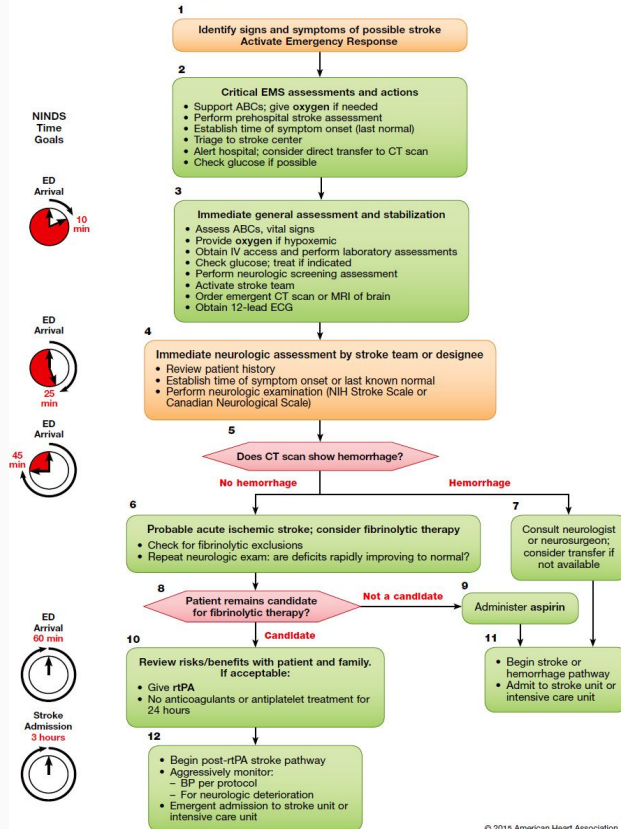 1
Identify signs and symptoms of possible stroke
Activate Emergency Response
2
Critical EMS assessments and actions
• Support ABCs; give oxygen if needed
• Perform prehospital stroke assessment
• Establish time of symptom onset (last normal)
• Triage to stroke center
• Alert hospital; consider direct transfer to CT scan
• Check glucose if possible
NINDS
Time
Goals
ED
Arrival
10
min
3
Immediate general assessment and stabilization
• Assess ABCs, vital signs
• Provide oxygen if hypoxemic
• Obtain IV access and perform laboratory assessments
• Check glucose; treat if indicated
• Perform neurologic screening assessment
• Activate stroke team
• Order emergent CT scan or MRI of brain
• Obtain 12-lead ECG
ED
Arrival
25
min
4
Immediate neurologic assessment by stroke team or designee
• Review patient history
• Establish time of symptom onset or last known normal
• Perform neurologic examination (NIH Stroke Scale or
Canadian Neurological Scale)
ED
Arrival
45
min
5
Does CT scan show hemorrhage?
No hemorrhage
Hemorrhage
6
Probable acute ischemic stroke; consider fibrinolytic therapy
• Check for fibrinolytic exclusions
• Repeat neurologic exam: are deficits rapidly improving to normal?
7
Consult neurologist
or neurosurgeon;
consider transfer if
not available
8
Patient remains candidate
for fibrinolytic therapy?
Not a candidate
Candidate
9
Administer aspirin
ED
Arrival
60 min
10
Review risks/benefits with patient and family.
If acceptable:
• Give rtPA
• No anticoagulants or antiplatelet treatment for
24 hours
11
• Begin stroke or
hemorrhage pathway
• Admit to stroke unit or
intensive care unit
Stroke
Admission
3 hours
12
• Begin post-rtPA stroke pathway
• Aggressively monitor:
– BP per protocol
– For neurologic deterioration
• Emergent admission to stroke unit or
intensive care unit
© 2015 American Heart Association